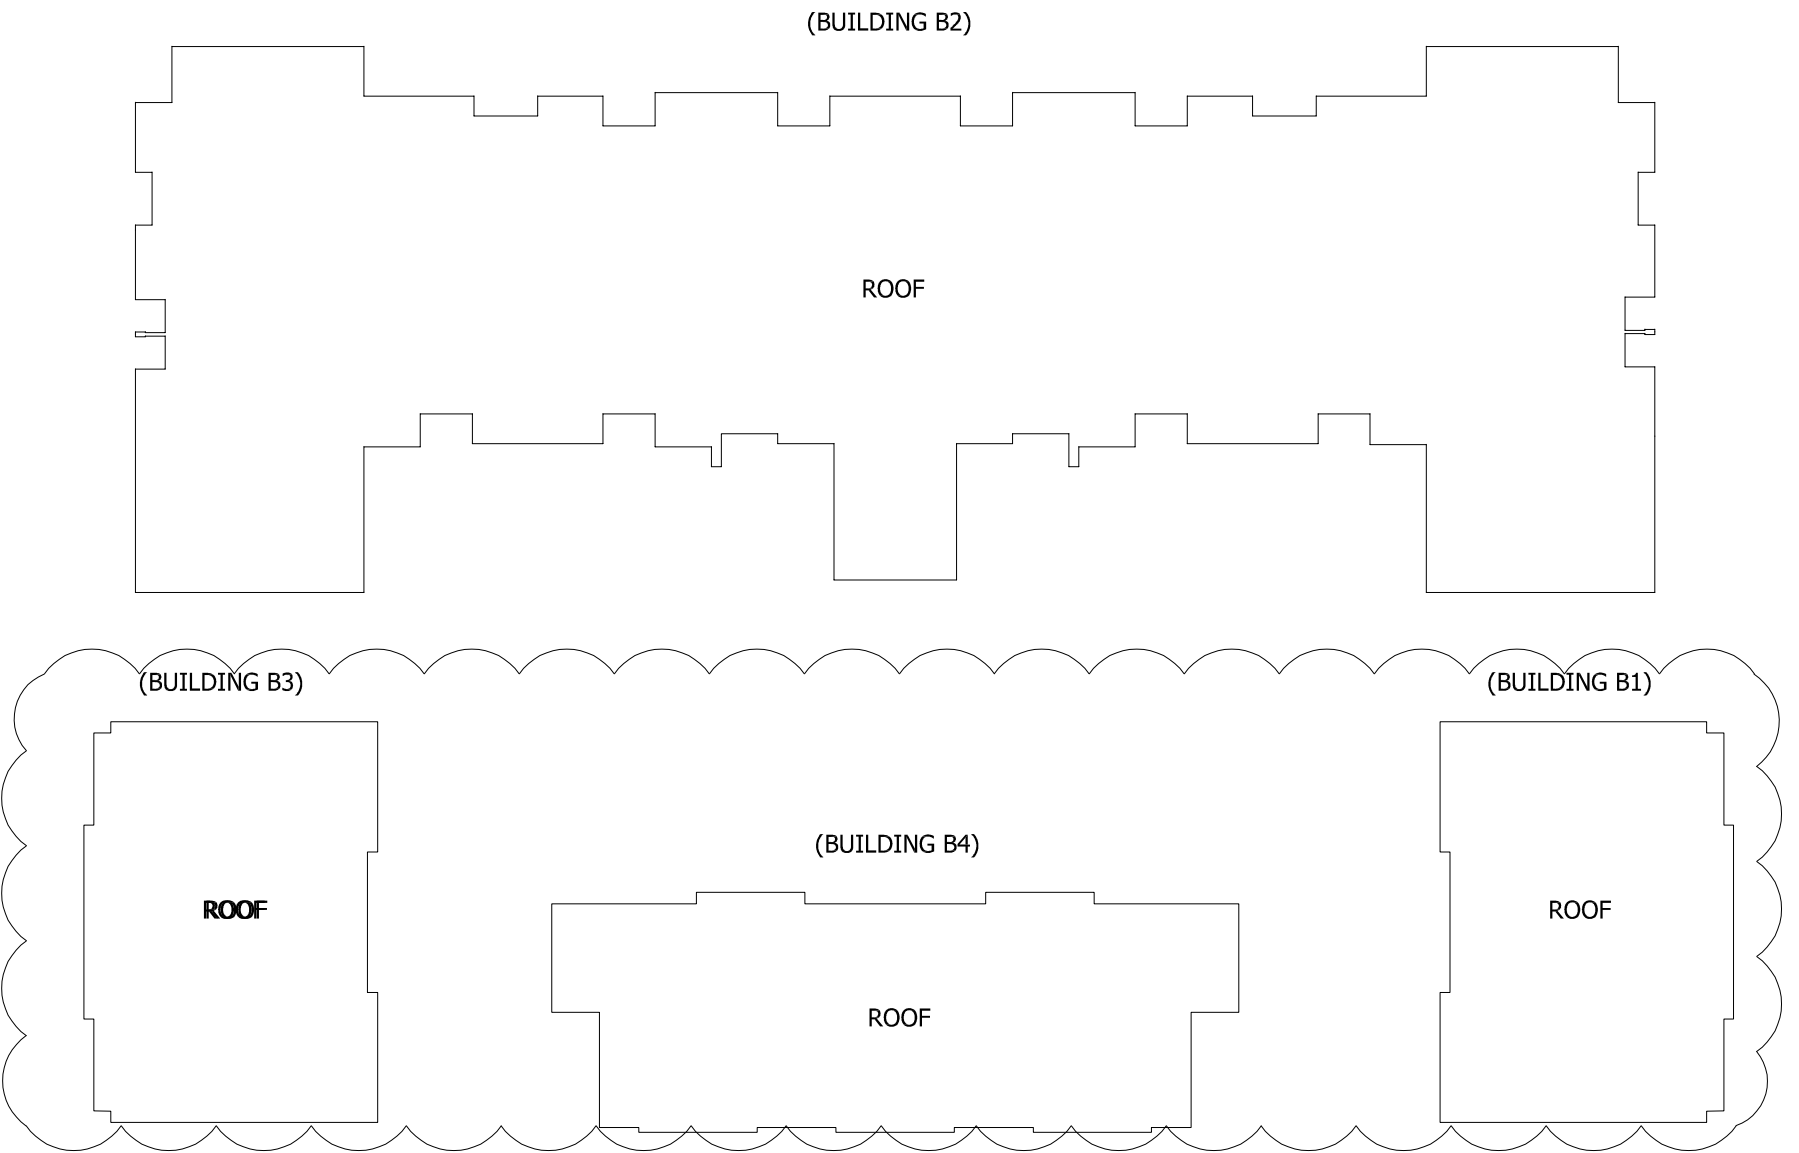 (BUILDING B2)
ROOF
(BUILDING B3)
(BUILDING B1)
(BUILDING B4)
ROOF
ROOF
ROOF